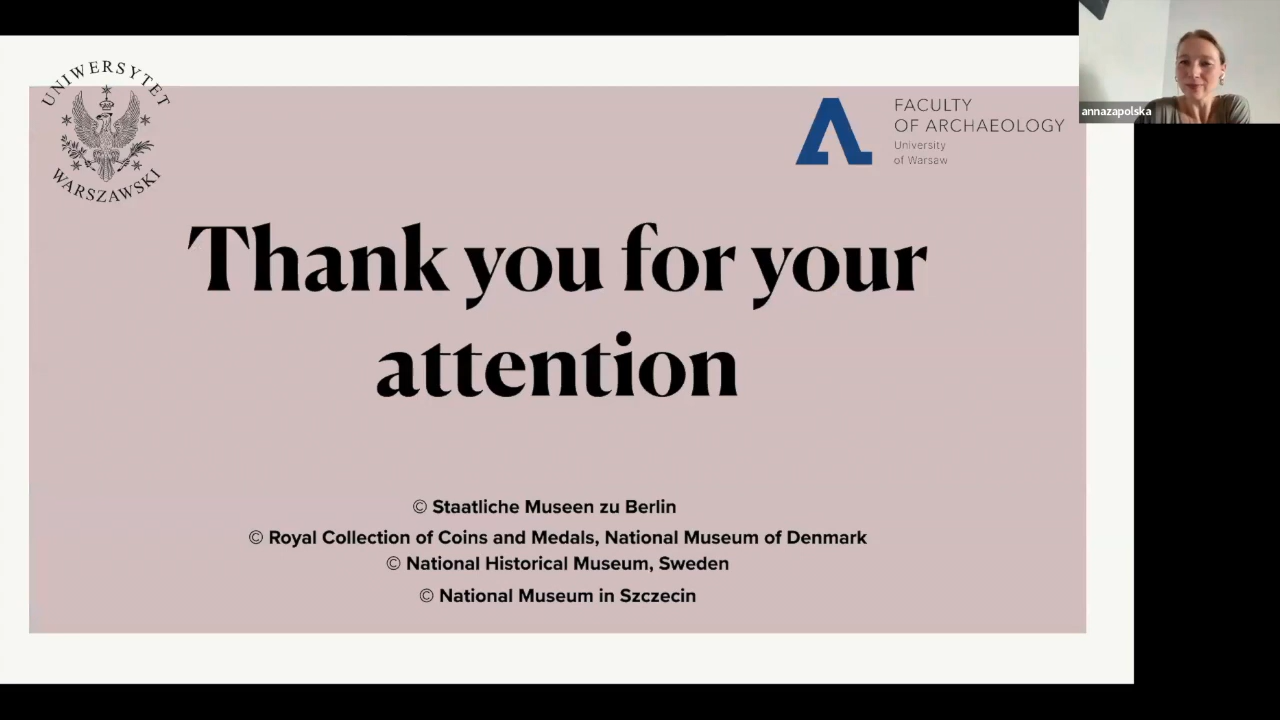 UNIWERSYTET
WARSZAWSKI
FACULTY
OF ARCHAEOLOGY
University
of Warsaw
annazapolska
Thank you for your
attention
© Staatliche Museen zu Berlin
© Royal Collection of Coins and Medals, National Museum of Denmark
© National Historical Museum, Sweden
© National Museum in Szczecin